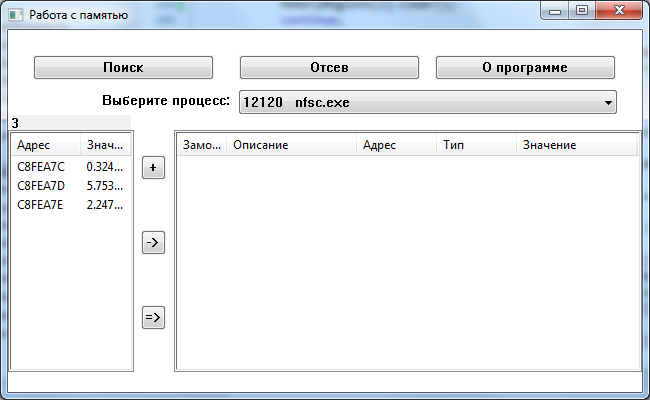 Работа с памятью
Поиск Отсев О программе
Выберите процесс: 12120 nfsc.exe
3
Адрес Знач... Замо... Описание Адрес Тип Значение
C8FEA7C 0.324... +
C8FEA7D 5.753...
C8FEA7E 2.247...
->
=>